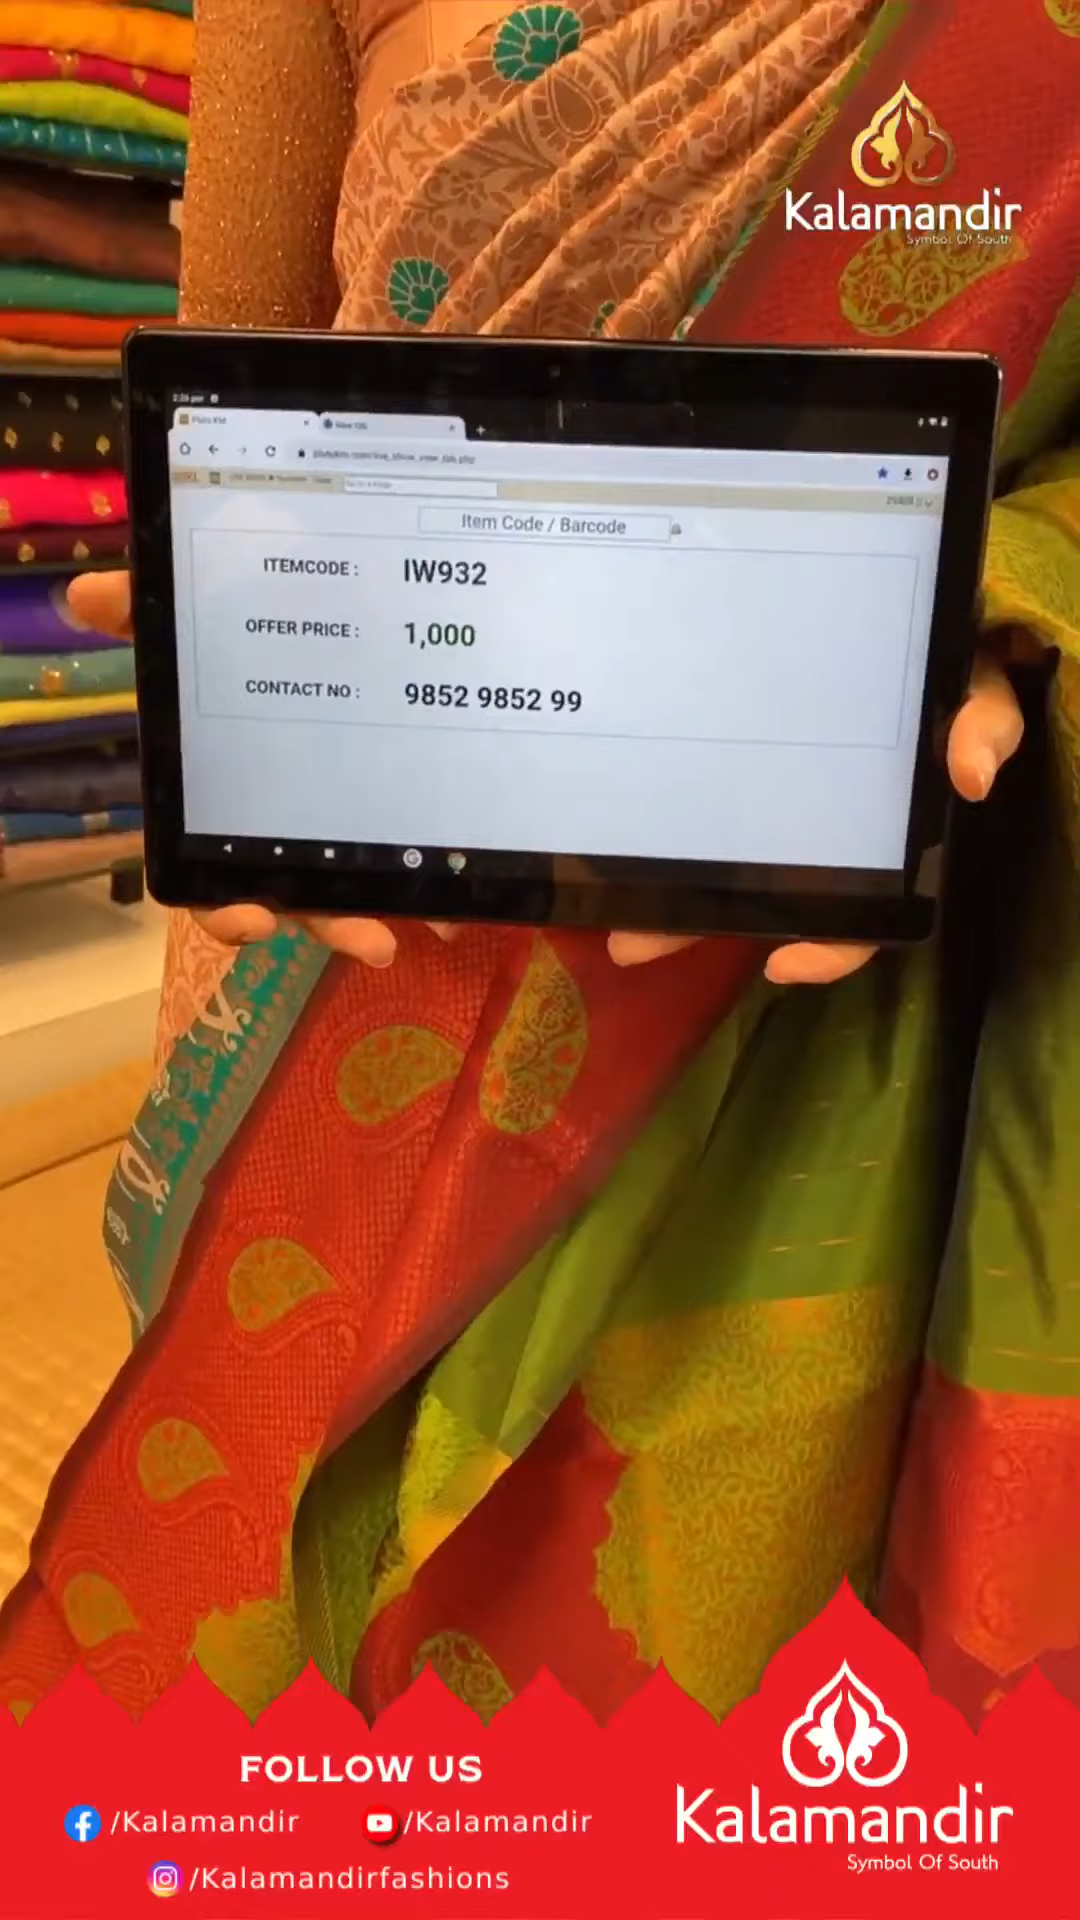 Kalamandir
Symbol Of South
Item Code / Barcode
ITEMCODE : IW932
OFFER PRICE : 1,000
CONTACT NO : 9852 9852 99
FOLLOW US
/Kalamandir
/Kalamandir
/Kalamandirfashions
Kalamandir
Symbol Of South